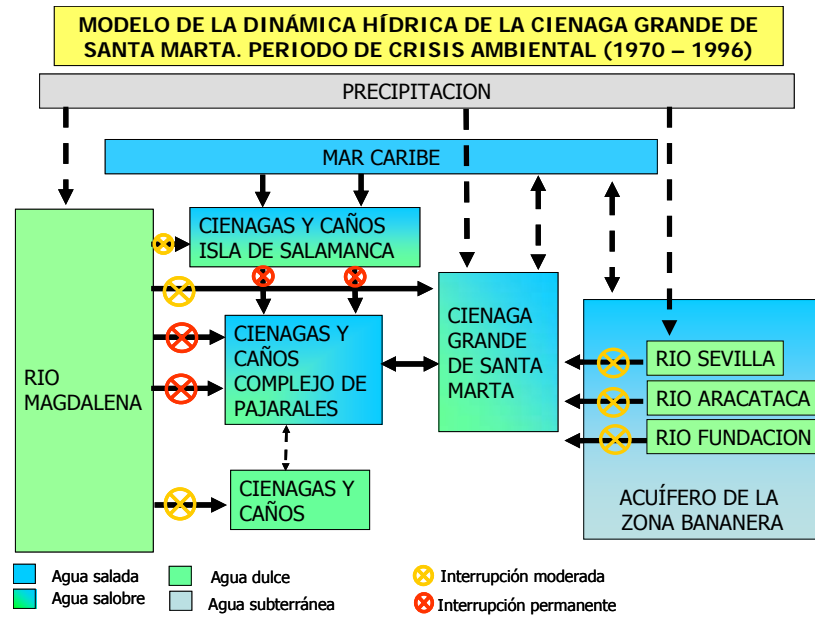 MODELO DE LA DINÁMICA HÍDRICA DE LA CIENAGA GRANDE DE
SANTA MARTA. PERIODO DE CRISIS AMBIENTAL (1970 – 1996)
PRECIPITACION
MAR CARIBE
CIENAGAS Y CAÑOS
ISLA DE SALAMANCA
RIO
MAGDALENA
CIENAGAS Y
CAÑOS
COMPLEJO DE
PAJARALES
CIENAGA
GRANDE
DE SANTA
MARTA
RIO SEVILLA
RIO ARACATACA
RIO FUNDACION
ACUÍFERO DE LA
ZONA BANANERA
CIENAGAS Y
CAÑOS
Agua salada
Agua salobre
Agua dulce
Agua subterránea
Interrupción moderada
Interrupción permanente